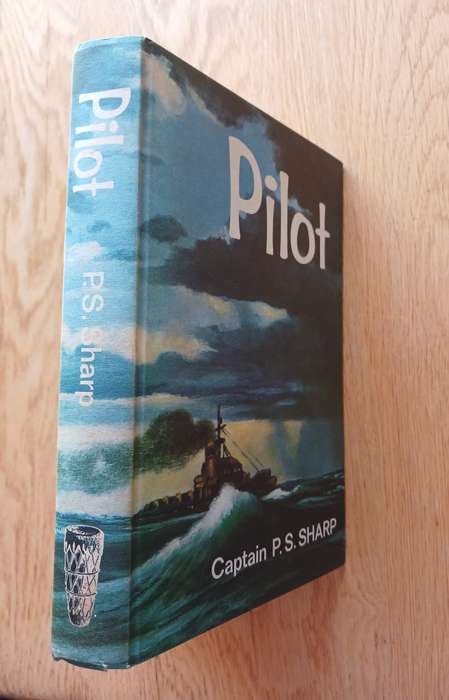 Pilot
P.S. Sharp
Pilot
Captain P. S. SHARP